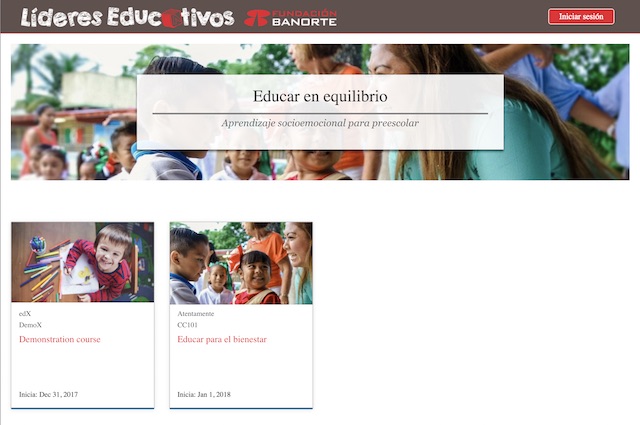 Líderes Educativos
FUNDACIÓN
BANORTE
Iniciar sesión
Educar en equilibrio
Aprendizaje socioemocional para preescolar
edX
DemoX
Demonstration course
Inicia: Dec 31, 2017
Atentamente
CC101
Educar para el bienestar
Inicia: Jan 1, 2018